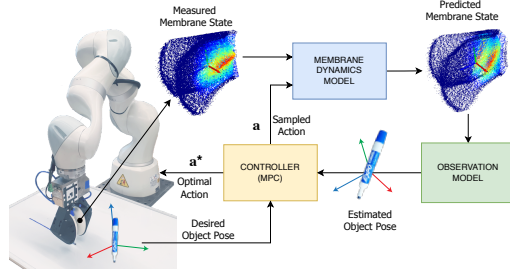 Measured
Membrane State
Predicted
Membrane State
MEMBRANE
DYNAMICS
MODEL
a
Sampled
Action
a*
Optimal
Action
CONTROLLER
(MPC)
OBSERVATION
MODEL
Estimated
Object Pose
Desired
Object Pose